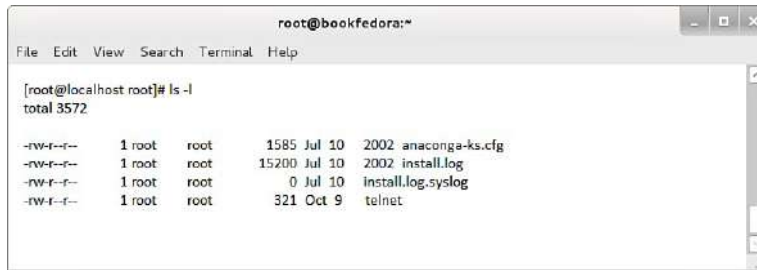 root@bookfedora:~
File Edit View Search Terminal Help
[root@localhost root]# ls -l
total 3572
-rw-r--r-- 1 root root 1585 Jul 10 2002 anaconga-ks.cfg
-rw-r--r-- 1 root root 15200 Jul 10 2002 install.log
-rw-r--r-- 1 root root 0 Jul 10 install.log.syslog
-rw-r--r-- 1 root root 321 Oct 9 telnet